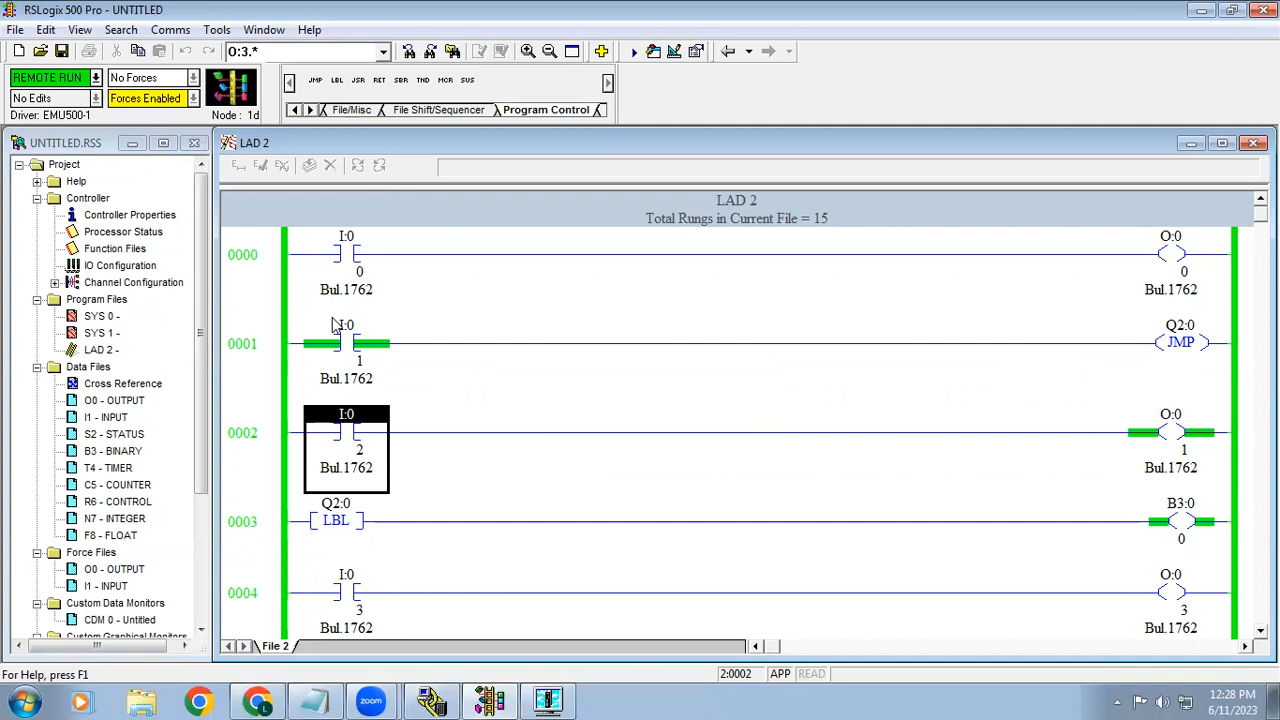 RSLogix 500 Pro - UNTITLED
File Edit View Search Comms Tools Window Help
O:3.*
REMOTE RUN No Forces
No Edits Forces Enabled
Driver: EMU500-1 Node : 1d
JMP LBL JSR RET SBR TND MCR SUS
File/Misc File Shift/Sequencer Program Control
UNTITLED.RSS
Project
Help
Controller
Controller Properties
Processor Status
Function Files
IO Configuration
Channel Configuration
Program Files
SYS 0 -
SYS 1 -
LAD 2 -
Data Files
Cross Reference
O0 - OUTPUT
I1 - INPUT
S2 - STATUS
B3 - BINARY
T4 - TIMER
C5 - COUNTER
R6 - CONTROL
N7 - INTEGER
F8 - FLOAT
Force Files
O0 - OUTPUT
I1 - INPUT
Custom Data Monitors
CDM 0 - Untitled
Custom Graphical Monitors
LAD 2
LAD 2
Total Rungs in Current File = 15
I:0 O:0
0000
0 0
Bul.1762 Bul.1762
I:0 Q2:0
0001 JMP
1
Bul.1762
I:0 O:0
0002
2 1
Bul.1762 Bul.1762
Q2:0 B3:0
0003 LBL
0
I:0 O:0
0004
3 3
Bul.1762 Bul.1762
File 2
For Help, press F1 2:0002 APP READ
zoom
12:28 PM
6/11/2023